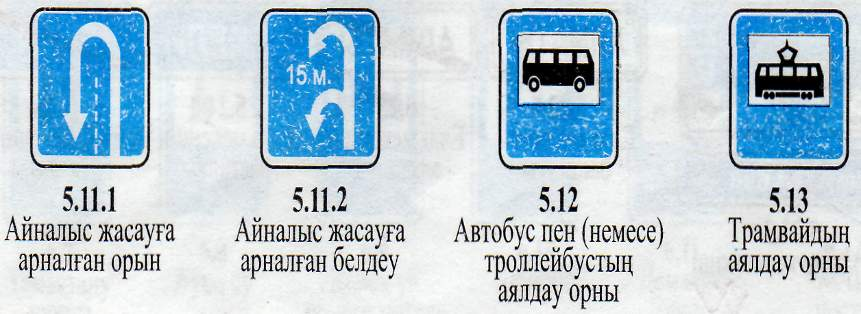 15 м.
5.11.1
Айналыс жасауға
арналған орын
5.11.2
Айналыс жасауға
арналған белдеу
5.12
Автобус пен (немесе)
троллейбустың
аялдау орны
5.13
Трамвайдың
аялдау орны